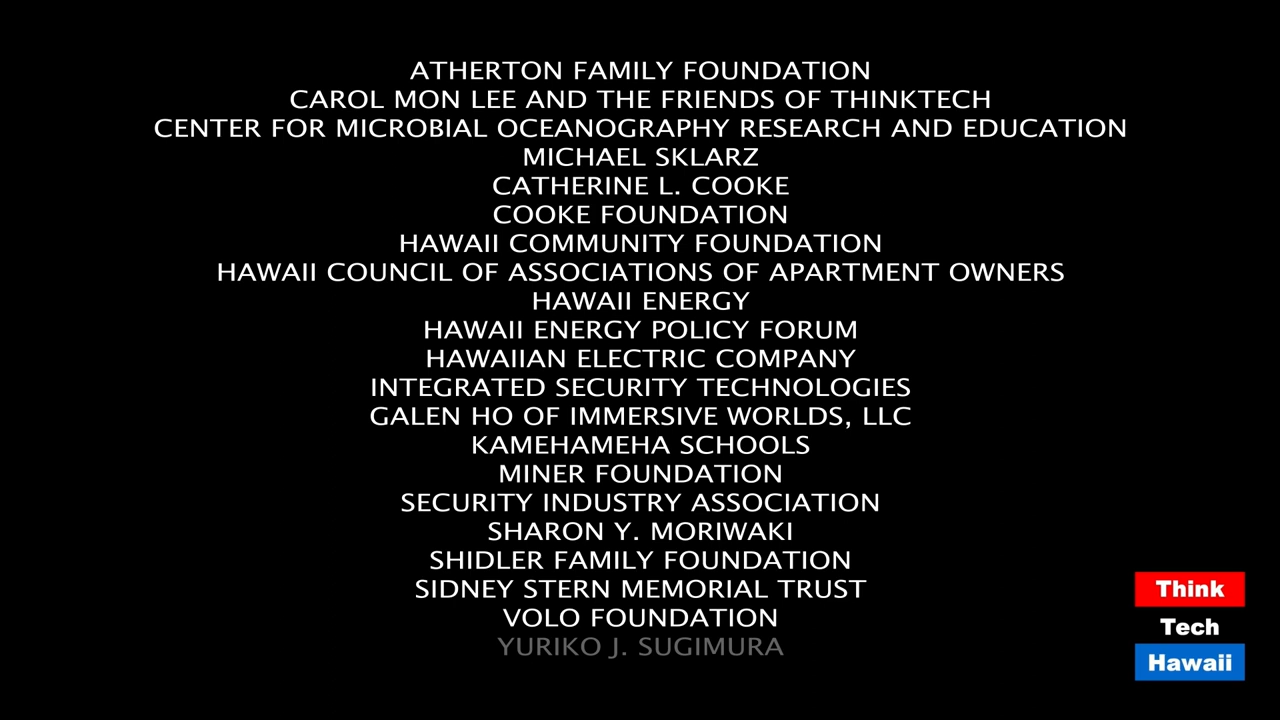 ATHERTON FAMILY FOUNDATION
CAROL MON LEE AND THE FRIENDS OF THINKTECH
CENTER FOR MICROBIAL OCEANOGRAPHY RESEARCH AND EDUCATION
MICHAEL SKLARZ
CATHERINE L. COOKE
COOKE FOUNDATION
HAWAII COMMUNITY FOUNDATION
HAWAII COUNCIL OF ASSOCIATIONS OF APARTMENT OWNERS
HAWAII ENERGY
HAWAII ENERGY POLICY FORUM
HAWAIIAN ELECTRIC COMPANY
INTEGRATED SECURITY TECHNOLOGIES
GALEN HO OF IMMERSIVE WORLDS, LLC
KAMEHAMEHA SCHOOLS
MINER FOUNDATION
SECURITY INDUSTRY ASSOCIATION
SHARON Y. MORIWAKI
SHIDLER FAMILY FOUNDATION
SIDNEY STERN MEMORIAL TRUST
VOLO FOUNDATION
YURIKO J. SUGIMURA
Think
Tech
Hawaii